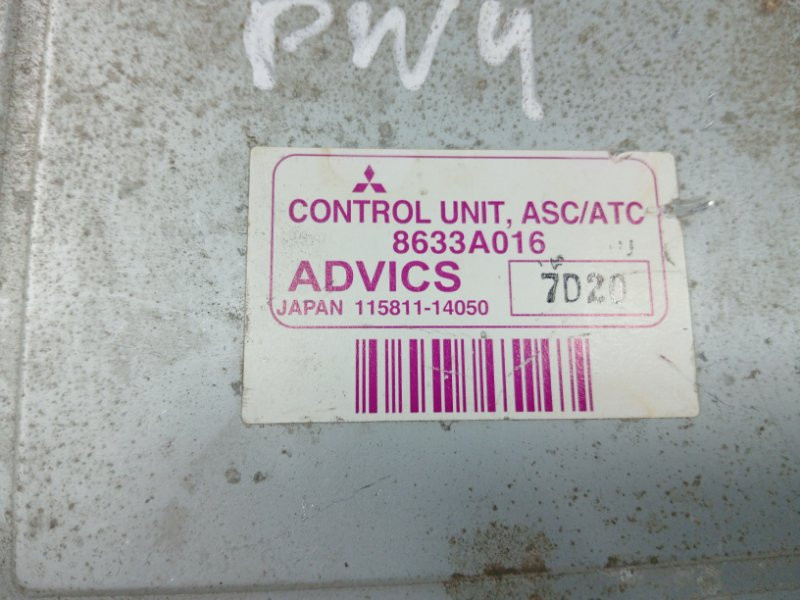 PW4
CONTROL UNIT, ASC/ATC
8633A016
ADVICS
7D20
JAPAN 115811-14050